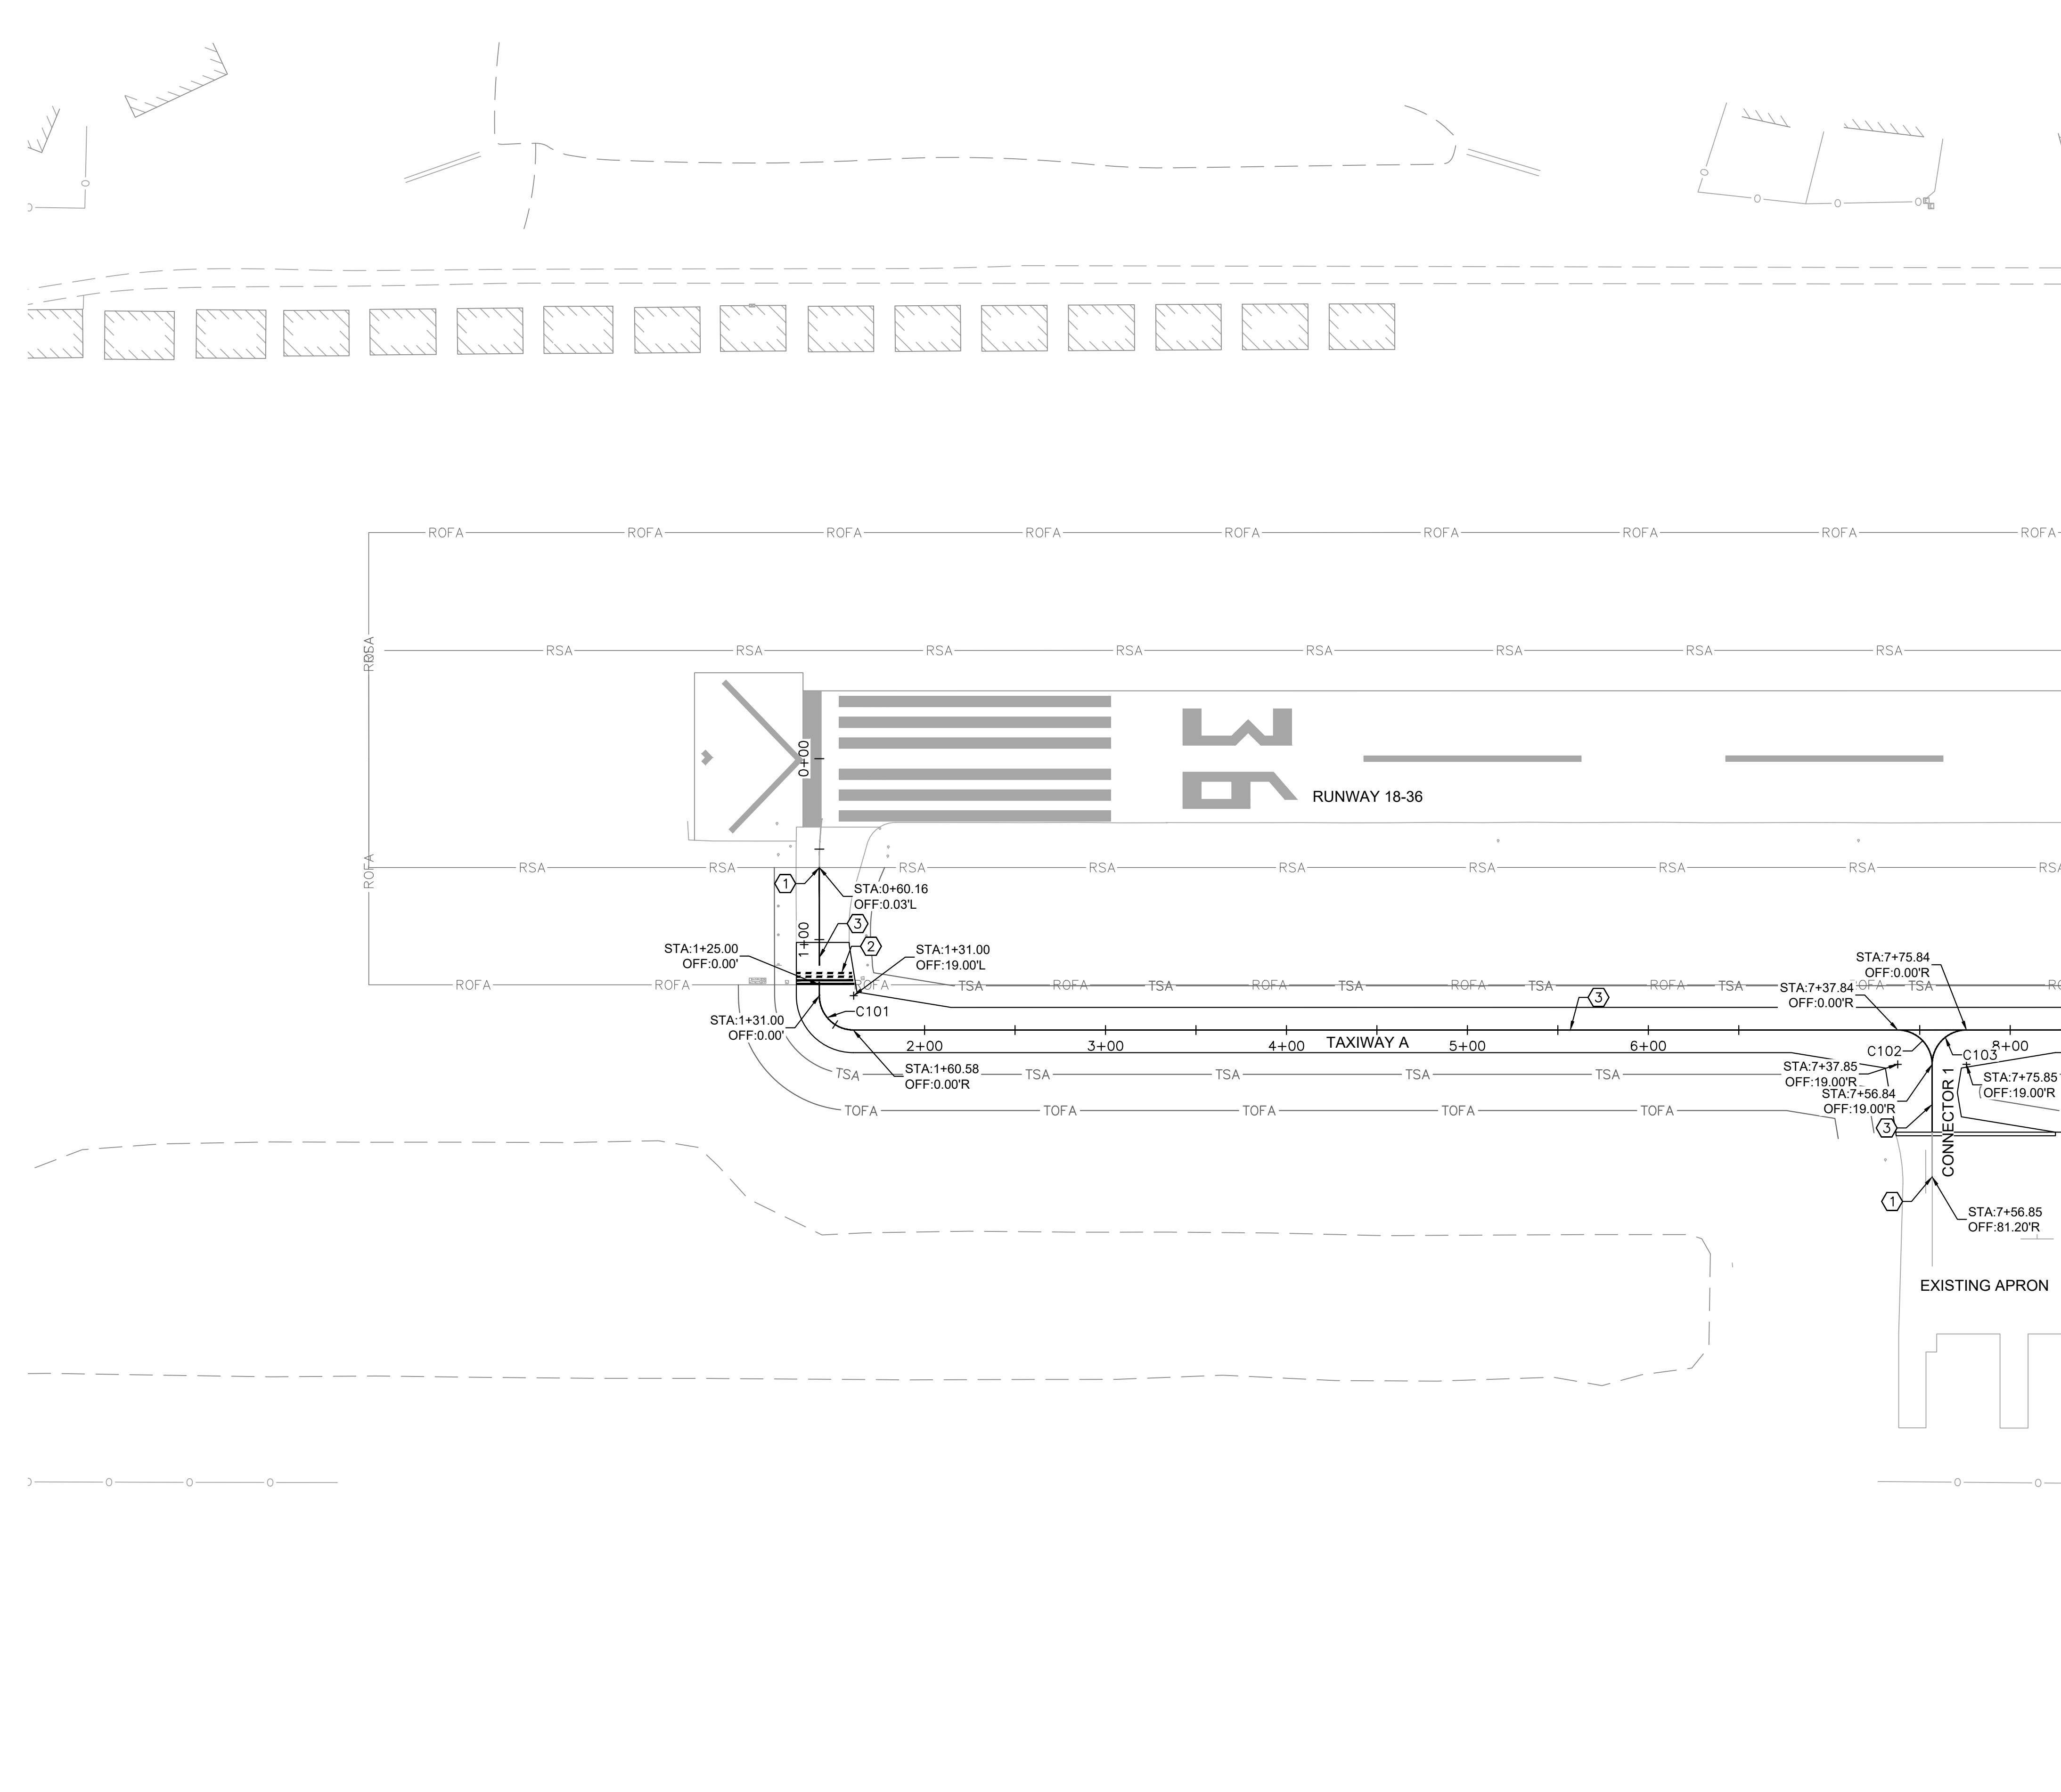 ROFA ROFA ROFA ROFA ROFA ROFA ROFA ROFA ROFA
RSA RSA RSA RSA RSA RSA RSA RSA
RSA
0+00
18
RUNWAY 18-36
ROFA
RSA RSA RSA RSA RSA RSA RSA RSA RSA
1
STA:0+60.16
OFF:0.03'L
3
1+00
2
STA:1+25.00
OFF:0.00'
STA:1+31.00
OFF:19.00'L
STA:7+75.84
OFF:0.00'R
ROFA ROFA ROFA TSA ROFA TSA ROFA TSA ROFA TSA ROFA TSA ROFA TSA
STA:7+37.84
OFF:0.00'R
3
C101
STA:1+31.00
OFF:0.00'
2+00 3+00 4+00 TAXIWAY A 5+00 6+00 8+00
C102
C103
STA:1+60.58
OFF:0.00'R
TSA TSA TSA TSA TSA
STA:7+37.85
OFF:19.00'R
STA:7+75.85
OFF:19.00'R
STA:7+56.84
OFF:19.00'R
TOFA TOFA TOFA TOFA TOFA
3
CONNECTOR 1
1
STA:7+56.85
OFF:81.20'R
EXISTING APRON